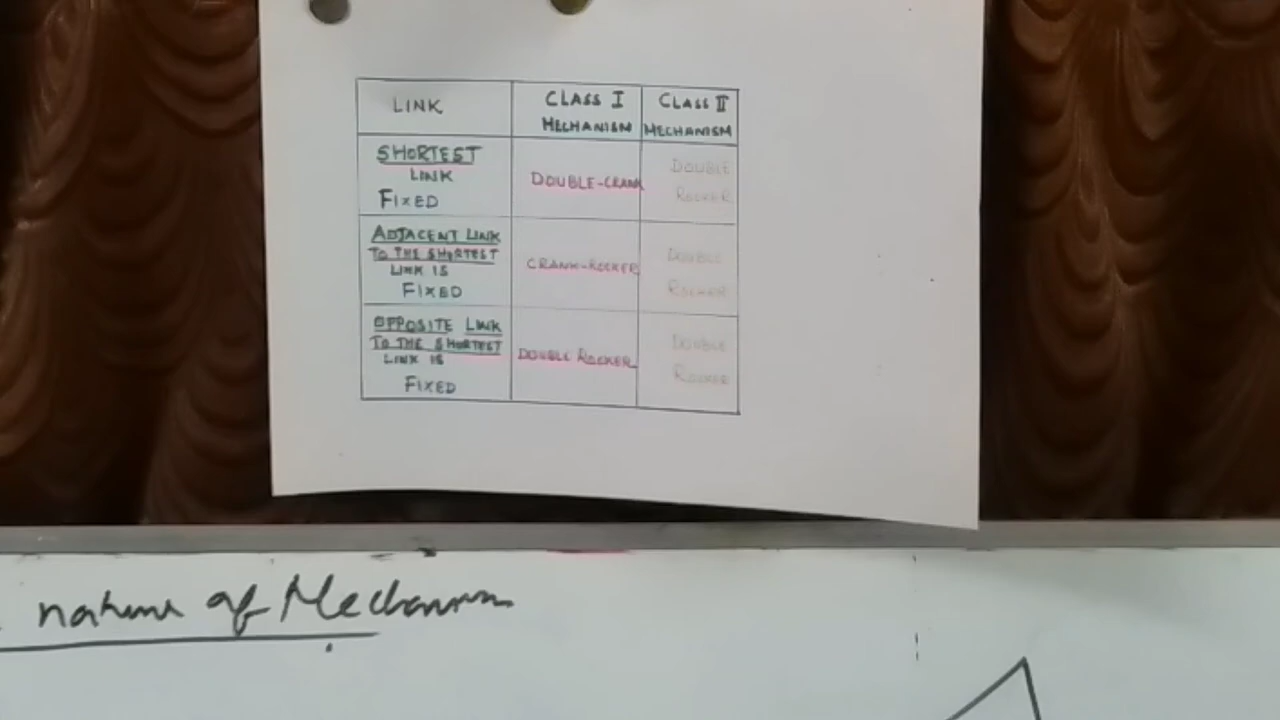 LINK
CLASS I
MECHANISM
CLASS II
MECHANISM
SHORTEST
LINK
FIXED
DOUBLE-CRANK
DOUBLE
ROCKER
ADJACENT LINK
TO THE SHORTEST
LINK IS
FIXED
CRANK-ROCKER
DOUBLE
ROCKER
OPPOSITE LINK
TO THE SHORTEST
LINK IS
FIXED
DOUBLE ROCKER
DOUBLE
ROCKER
nature of Mechanism